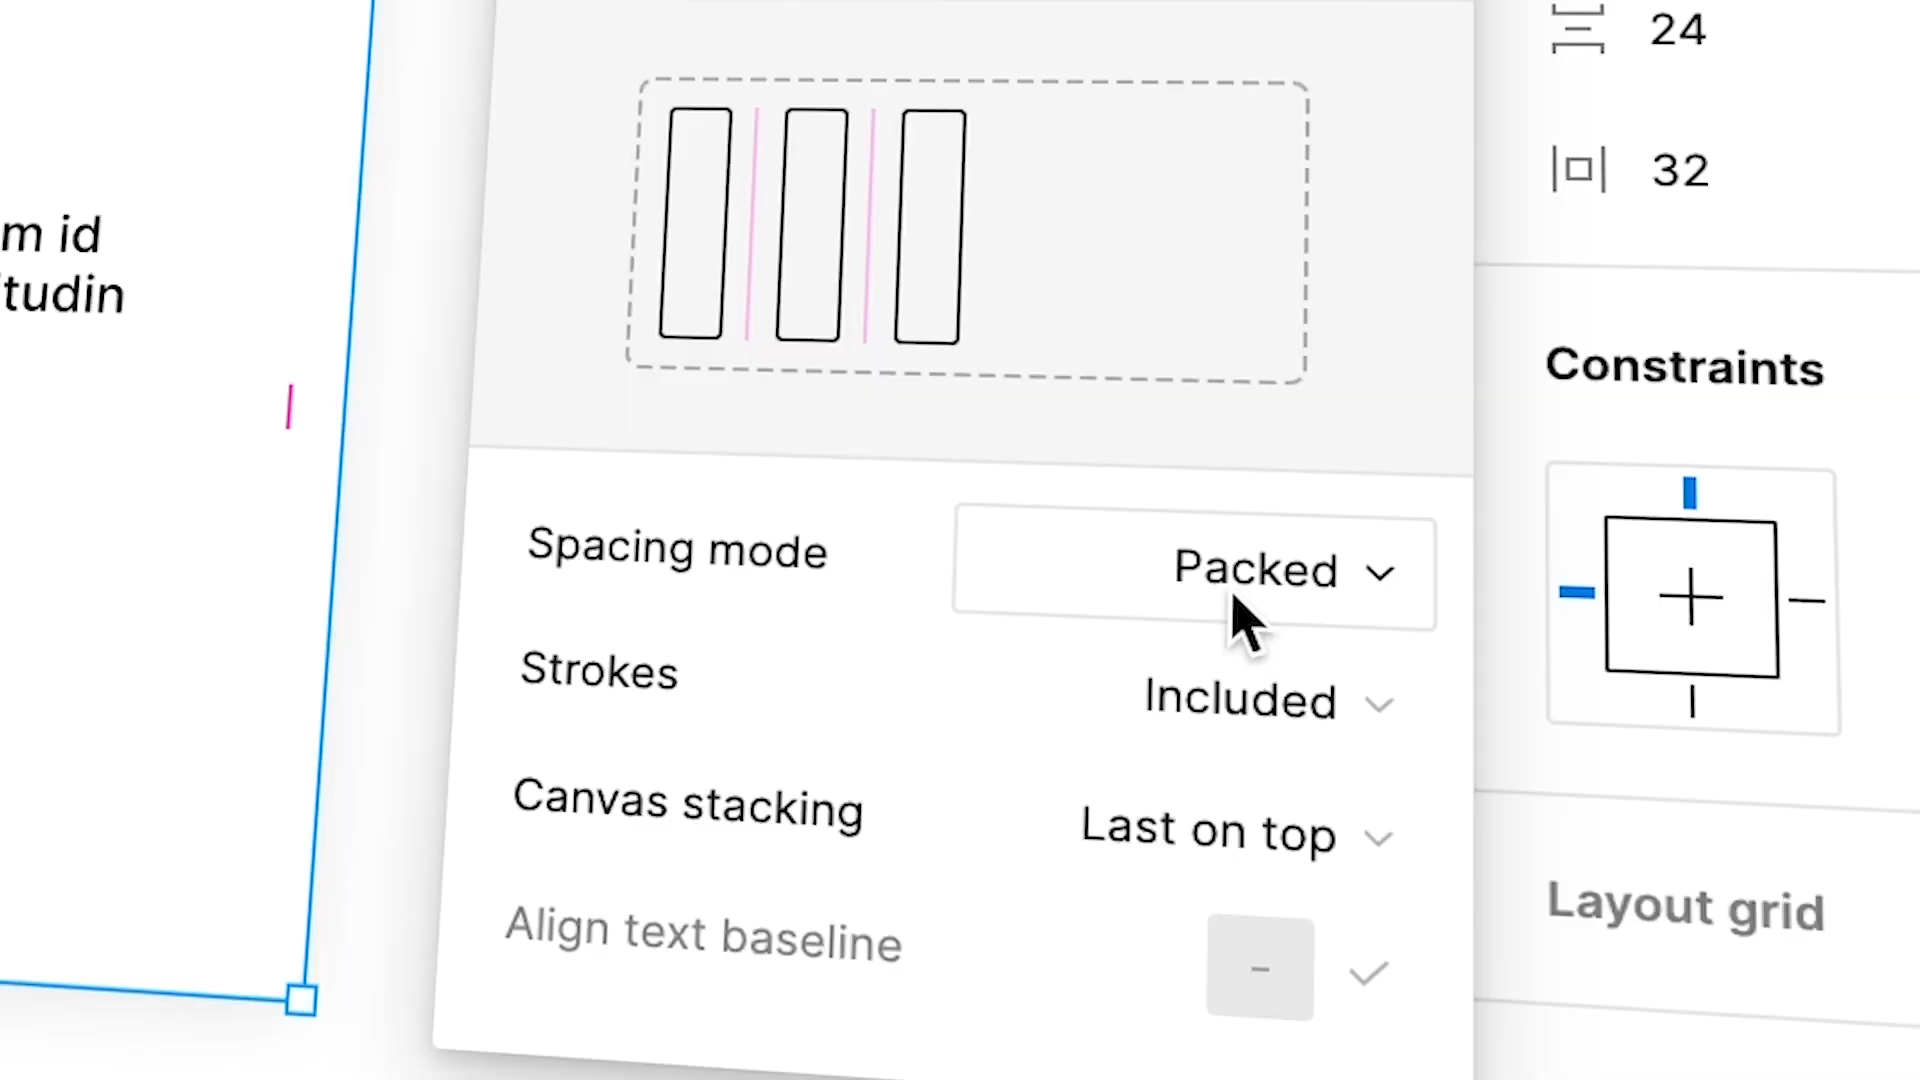 m id
tudin
Spacing mode
Packed
Strokes
Included
Canvas stacking
Last on top
Align text baseline
-
24
32
Constraints
Layout grid